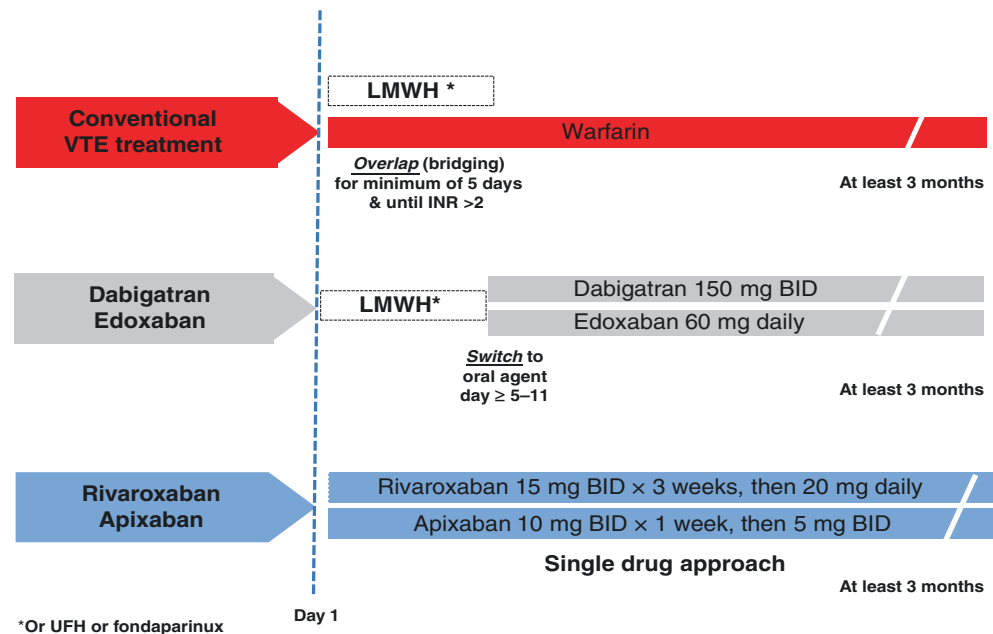 LMWH *
Conventional
VTE treatment
Warfarin
Overlap (bridging)
for minimum of 5 days
& until INR >2
At least 3 months
Dabigatran
Edoxaban
LMWH*
Dabigatran 150 mg BID
Edoxaban 60 mg daily
Switch to
oral agent
day ≥ 5–11
At least 3 months
Rivaroxaban
Apixaban
Rivaroxaban 15 mg BID × 3 weeks, then 20 mg daily
Apixaban 10 mg BID × 1 week, then 5 mg BID
Single drug approach
At least 3 months
Day 1
*Or UFH or fondaparinux